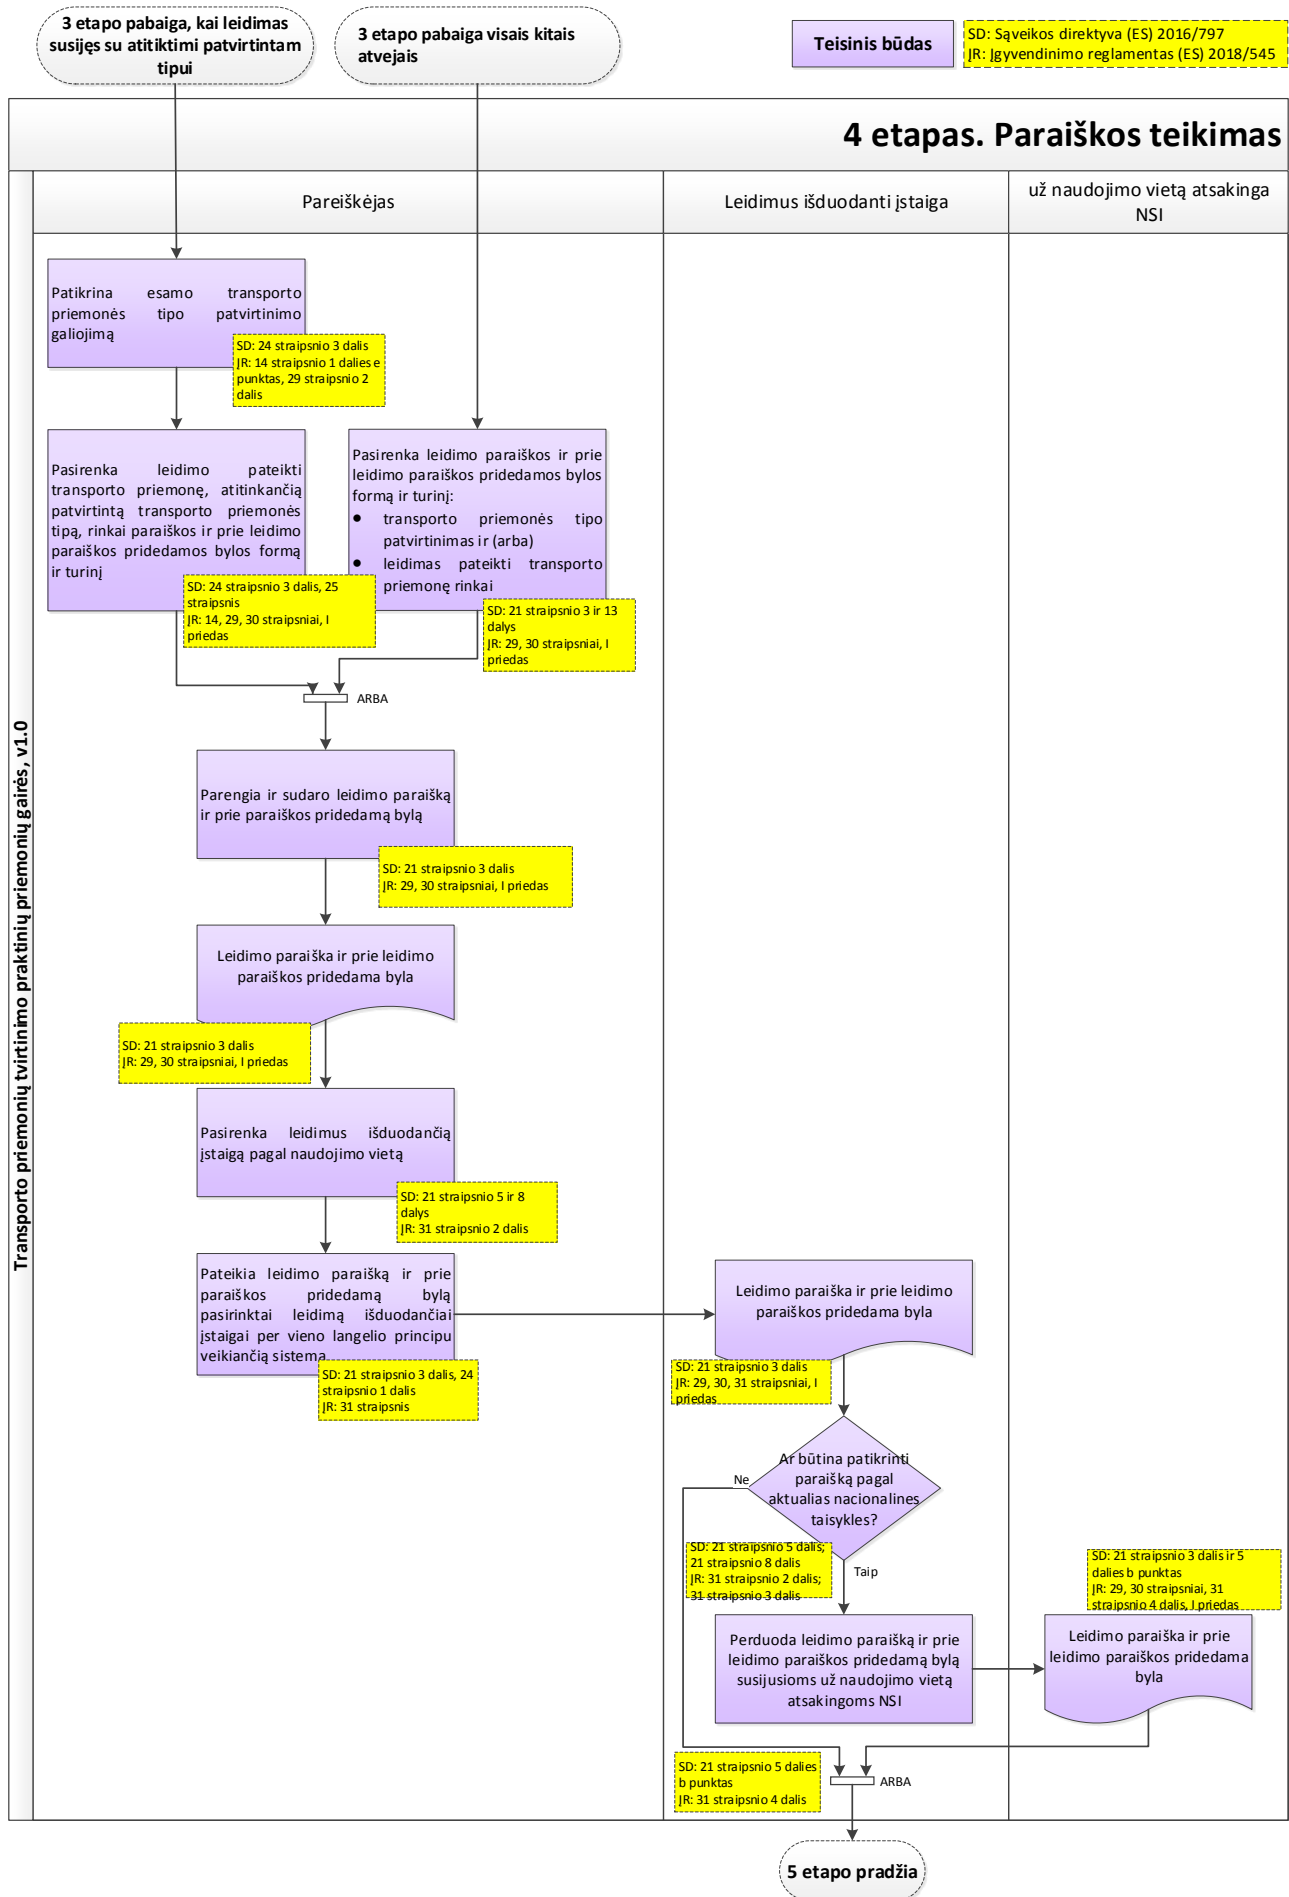 3 etapo pabaiga, kai leidimas
susijęs su atitiktimi patvirtintam
tipui
3 etapo pabaiga visais kitais
atvejais
Teisinis būdas
SD: Sąveikos direktyva (ES) 2016/797
ĮR: Įgyvendinimo reglamentas (ES) 2018/545
4 etapas. Paraiškos teikimas
Transporto priemonių tvirtinimo praktinių priemonių gairės, v1.0
Pareiškėjas
Leidimus išduodanti įstaiga
už naudojimo vietą atsakinga
NSI
Patikrina esamo transporto
priemonės tipo patvirtinimo
galiojimą
SD: 24 straipsnio 3 dalis
ĮR: 14 straipsnio 1 dalies e
punktas, 29 straipsnio 2
dalis
Pasirenka leidimo pateikti
transporto priemonę, atitinkančią
patvirtintą transporto priemonės
tipą, rinkai paraiškos ir prie leidimo
paraiškos pridedamos bylos formą
ir turinį
SD: 24 straipsnio 3 dalis, 25
straipsnis
ĮR: 14, 29, 30 straipsniai, I
priedas
Pasirenka leidimo paraiškos ir prie
leidimo paraiškos pridedamos bylos
formą ir turinį:
● transporto priemonės tipo
patvirtinimas ir (arba)
● leidimas pateikti transporto
priemonę rinkai
SD: 21 straipsnio 3 ir 13
dalys
ĮR: 29, 30 straipsniai, I
priedas
ARBA
Parengia ir sudaro leidimo paraišką
ir prie paraiškos pridedamą bylą
SD: 21 straipsnio 3 dalis
ĮR: 29, 30 straipsniai, I priedas
Leidimo paraiška ir prie leidimo
paraiškos pridedama byla
SD: 21 straipsnio 3 dalis
ĮR: 29, 30 straipsniai, I priedas
Pasirenka leidimus išduodančią
įstaigą pagal naudojimo vietą
SD: 21 straipsnio 5 ir 8
dalys
ĮR: 31 straipsnio 2 dalis
Pateikia leidimo paraišką ir prie
paraiškos pridedamą bylą
pasirinktai leidimą išduodančiai
įstaigai per vieno langelio principu
veikiančią sistemą
SD: 21 straipsnio 3 dalis, 24
straipsnio 1 dalis
ĮR: 31 straipsnis
Leidimo paraiška ir prie leidimo
paraiškos pridedama byla
SD: 21 straipsnio 3 dalis
ĮR: 29, 30, 31 straipsniai, I
priedas
Ar būtina patikrinti
paraišką pagal
aktualias nacionalines
taisykles?
Ne
Taip
SD: 21 straipsnio 5 dalis;
21 straipsnio 8 dalis
ĮR: 31 straipsnio 2 dalis;
31 straipsnio 3 dalis
Perduoda leidimo paraišką ir prie
leidimo paraiškos pridedamą bylą
susijusioms už naudojimo vietą
atsakingoms NSI
SD: 21 straipsnio 3 dalis ir 5
dalies b punktas
ĮR: 29, 30 straipsniai, 31
straipsnio 4 dalis, I priedas
Leidimo paraiška ir prie
leidimo paraiškos pridedama
byla
SD: 21 straipsnio 5 dalies
b punktas
ĮR: 31 straipsnio 4 dalis
ARBA
5 etapo pradžia